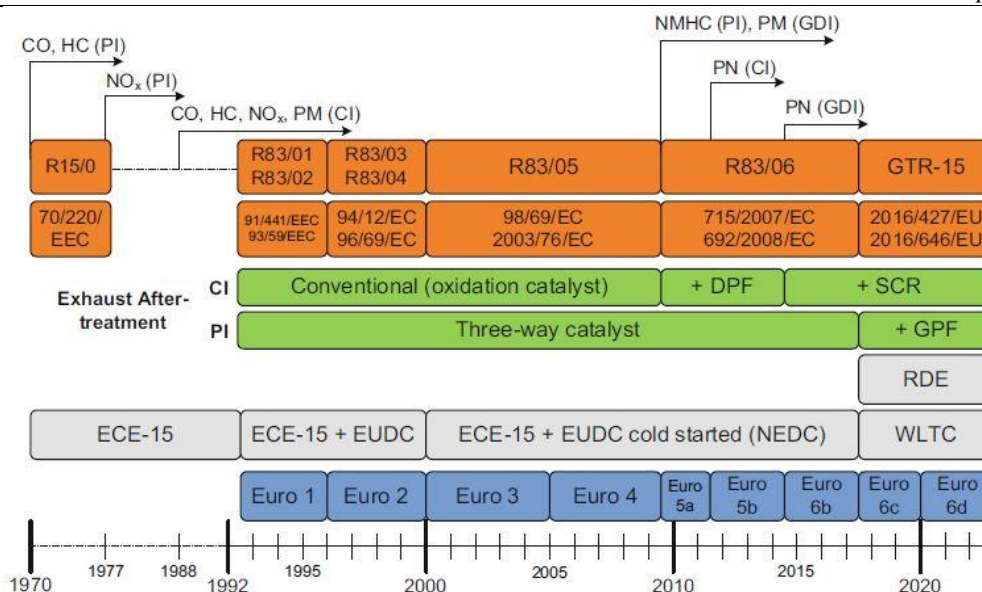 NMHC (PI), PM (GDI)
CO, HC (PI)
PN (CI)
NOx (PI)
CO, HC, NOx, PM (CI)
PN (GDI)
R15/0
R83/01
R83/02
R83/03
R83/04
R83/05
R83/06
GTR-15
70/220/
EEC
91/441/EEC
93/59/EEC
94/12/EC
96/69/EC
98/69/EC
2003/76/EC
715/2007/EC
692/2008/EC
2016/427/EU
2016/646/EU
Exhaust After-
treatment
CI
Conventional (oxidation catalyst)
+ DPF
+ SCR
PI
Three-way catalyst
+ GPF
RDE
ECE-15
ECE-15 + EUDC
ECE-15 + EUDC cold started (NEDC)
WLTC
Euro 1
Euro 2
Euro 3
Euro 4
Euro
5a
Euro
5b
Euro
6b
Euro
6c
Euro
6d
1970
1977
1988
1992
1995
2000
2005
2010
2015
2020